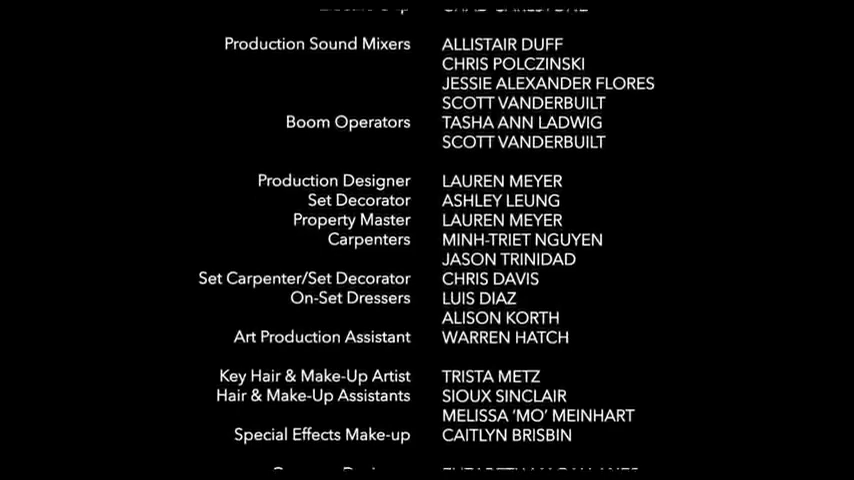 Production Sound Mixers ALLISTAIR DUFF
CHRIS POLCZINSKI
JESSIE ALEXANDER FLORES
SCOTT VANDERBUILT
Boom Operators TASHA ANN LADWIG
SCOTT VANDERBUILT
Production Designer LAUREN MEYER
Set Decorator ASHLEY LEUNG
Property Master LAUREN MEYER
Carpenters MINH-TRIET NGUYEN
JASON TRINIDAD
Set Carpenter/Set Decorator CHRIS DAVIS
On-Set Dressers LUIS DIAZ
ALISON KORTH
Art Production Assistant WARREN HATCH
Key Hair & Make-Up Artist TRISTA METZ
Hair & Make-Up Assistants SIOUX SINCLAIR
MELISSA ‘MO’ MEINHART
Special Effects Make-up CAITLYN BRISBIN